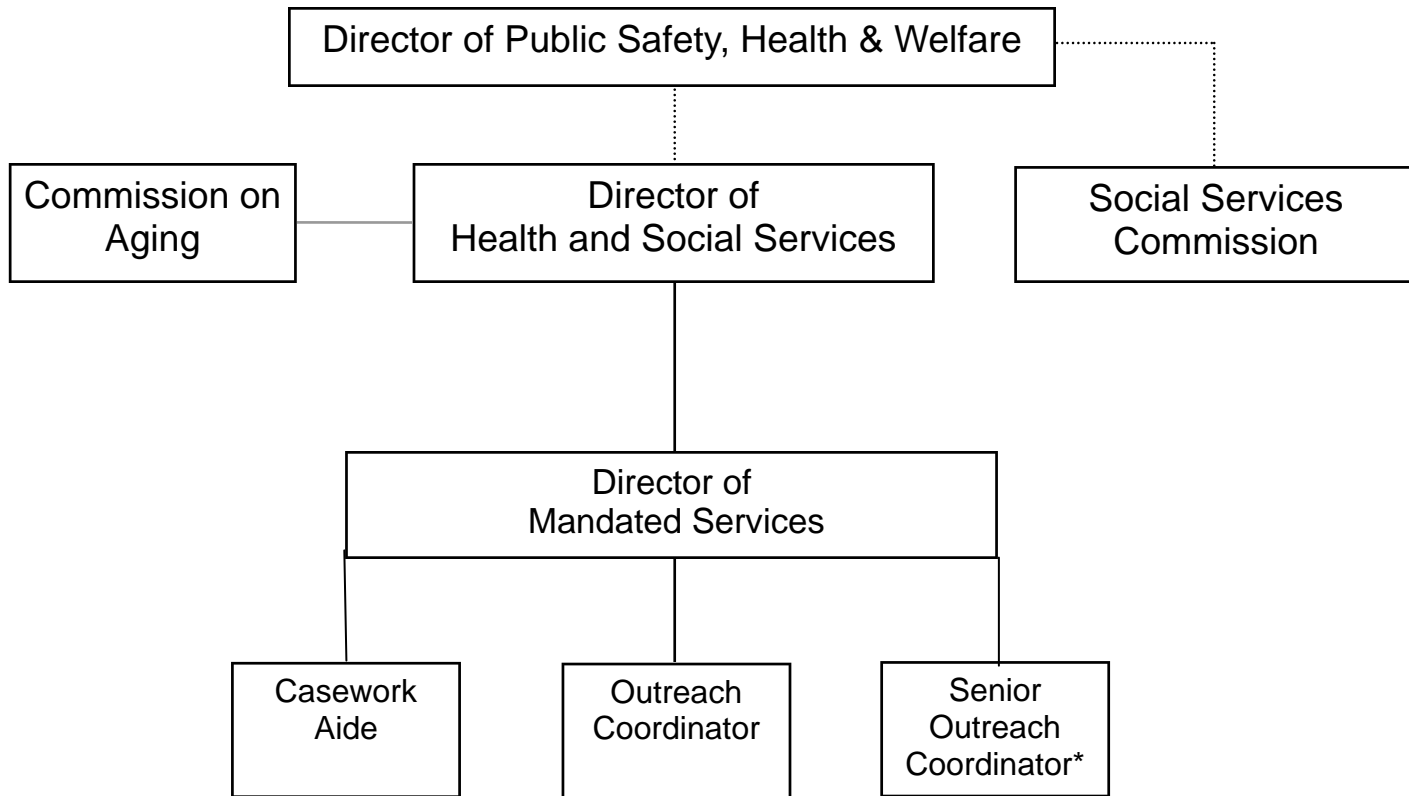 Director of Public Safety, Health & Welfare
Commission on
Aging
Director of
Health and Social Services
Social Services
Commission
Director of
Mandated Services
Casework
Aide
Outreach
Coordinator
Senior
Outreach
Coordinator*